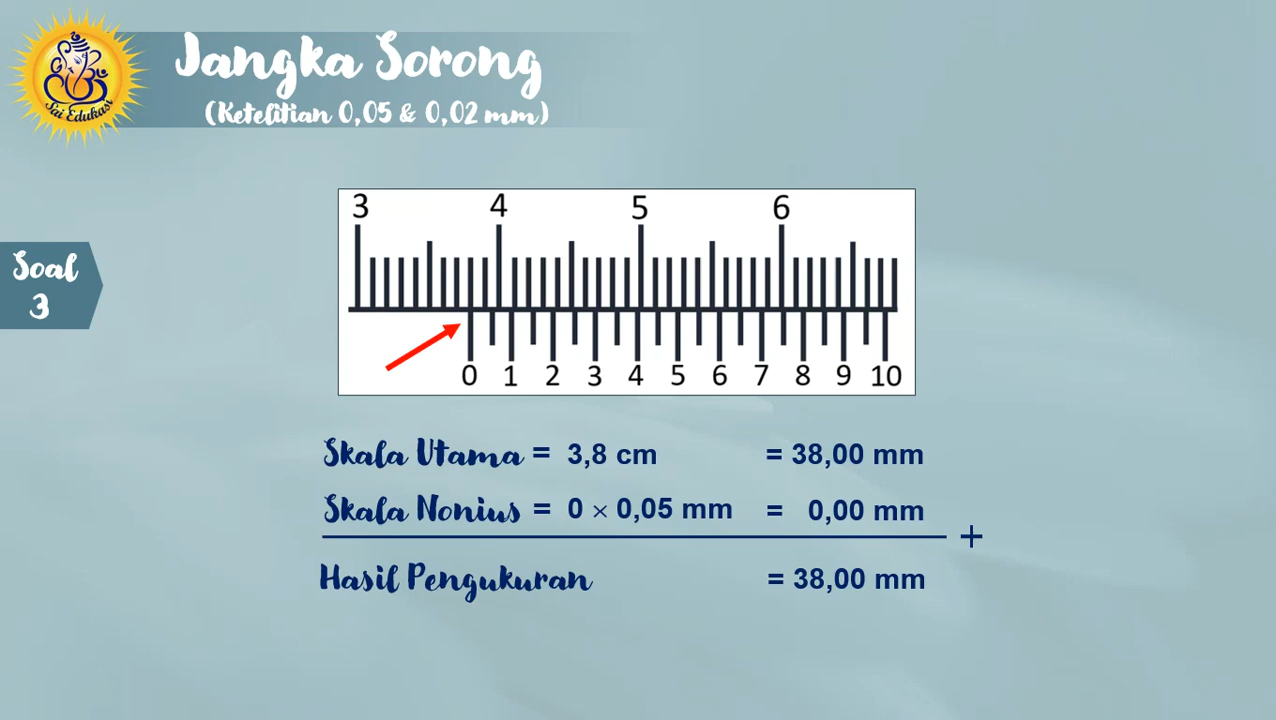 Jangka Sorong
(Ketelitian 0,05 & 0,02 mm)
Sai Edukasi
Soal
3
3 4 5 6
0 1 2 3 4 5 6 7 8 9 10
Skala Utama = 3,8 cm = 38,00 mm
Skala Nonius = 0 × 0,05 mm = 0,00 mm
+
Hasil Pengukuran = 38,00 mm